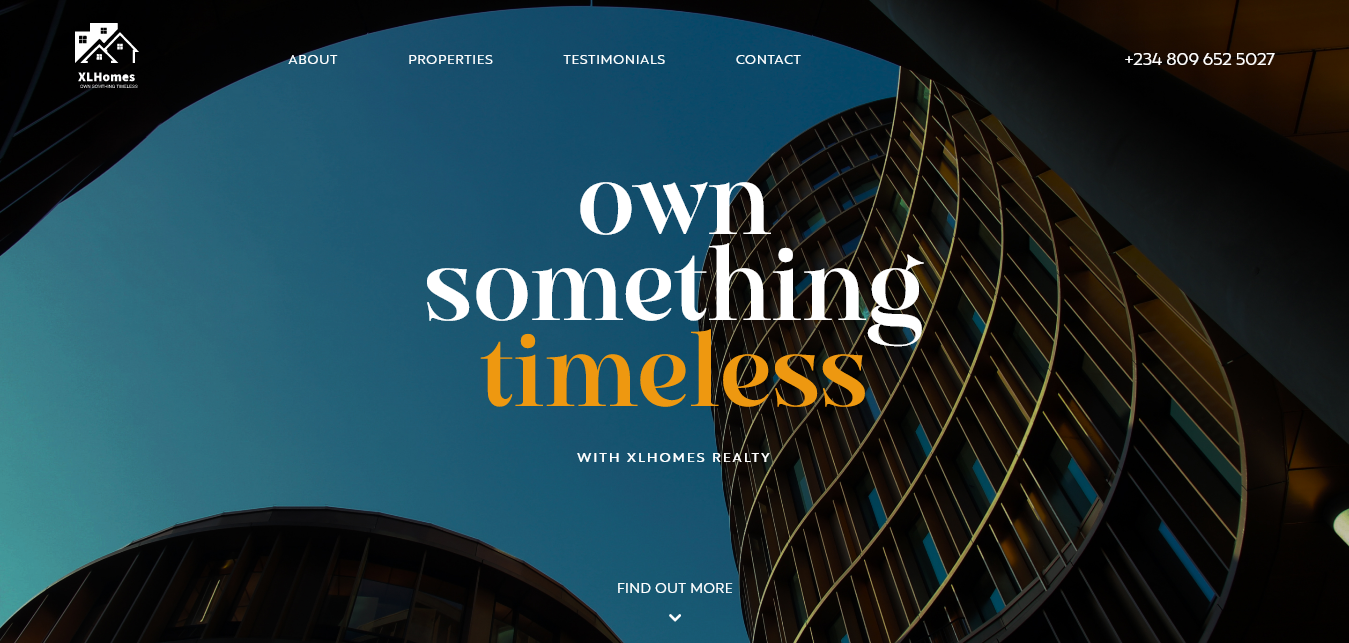 XLHomes
OWN SOMTHING TIMELESS
ABOUT
PROPERTIES
TESTIMONIALS
CONTACT
+234 809 652 5027
own
something
timeless
WITH XLHOMES REALTY
FIND OUT MORE